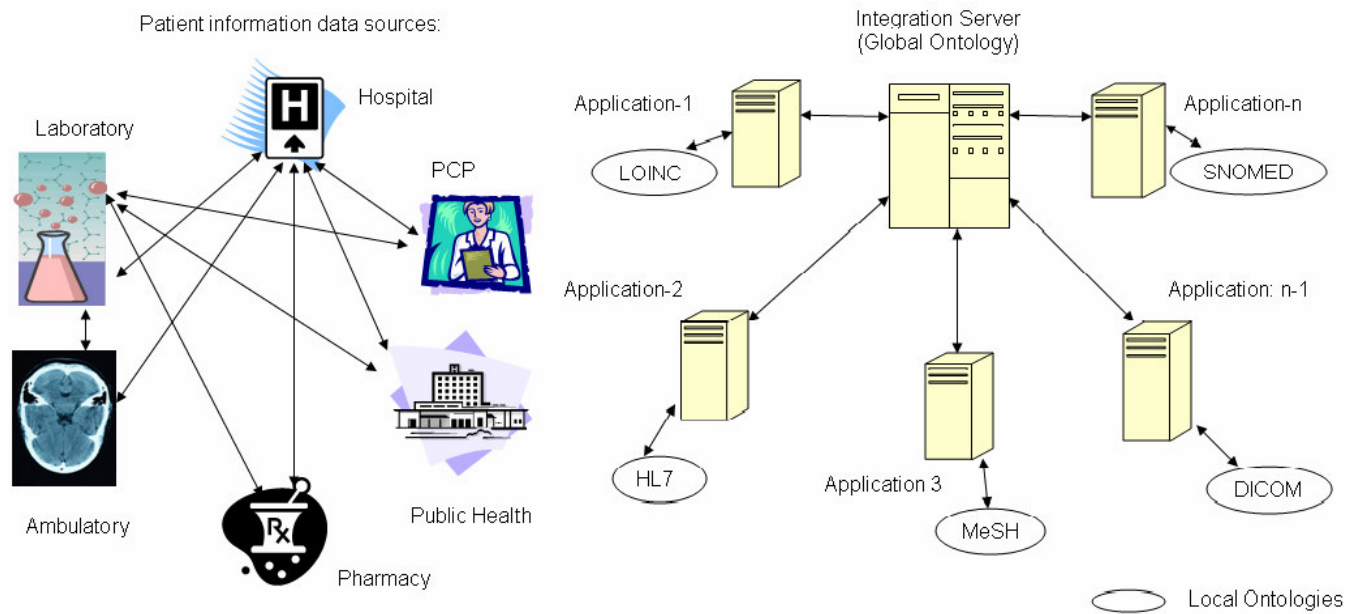 Patient information data sources:
Hospital
H
Laboratory
PCP
Ambulatory
Rx
Public Health
Pharmacy
Integration Server
(Global Ontology)
Application-1
LOINC
Application-n
SNOMED
Application-2
HL7
Application 3
MeSH
Application: n-1
DICOM
Local Ontologies